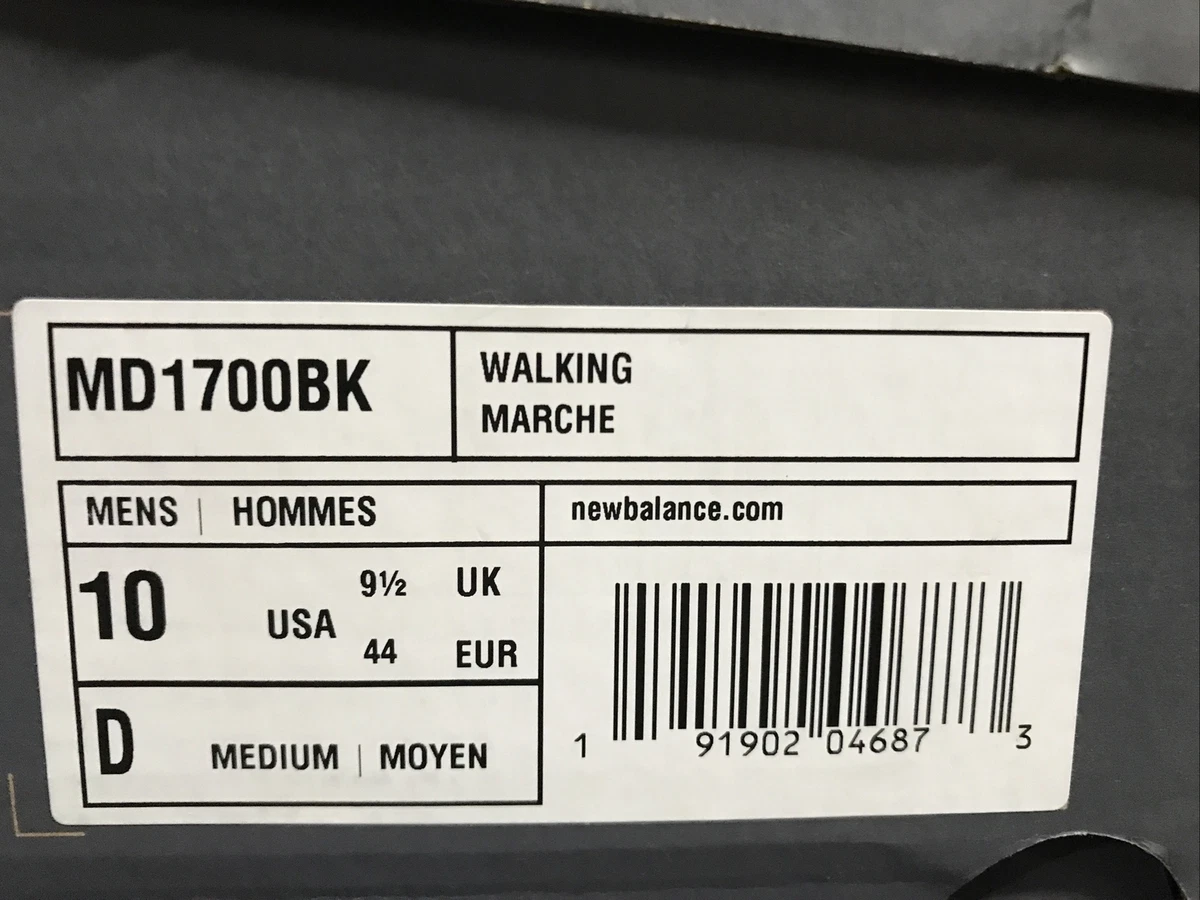 MD1700BK
WALKING
MARCHE
MENS | HOMMES
newbalance.com
10 USA
9½ UK
44 EUR
D MEDIUM | MOYEN
1 91902 04687 3